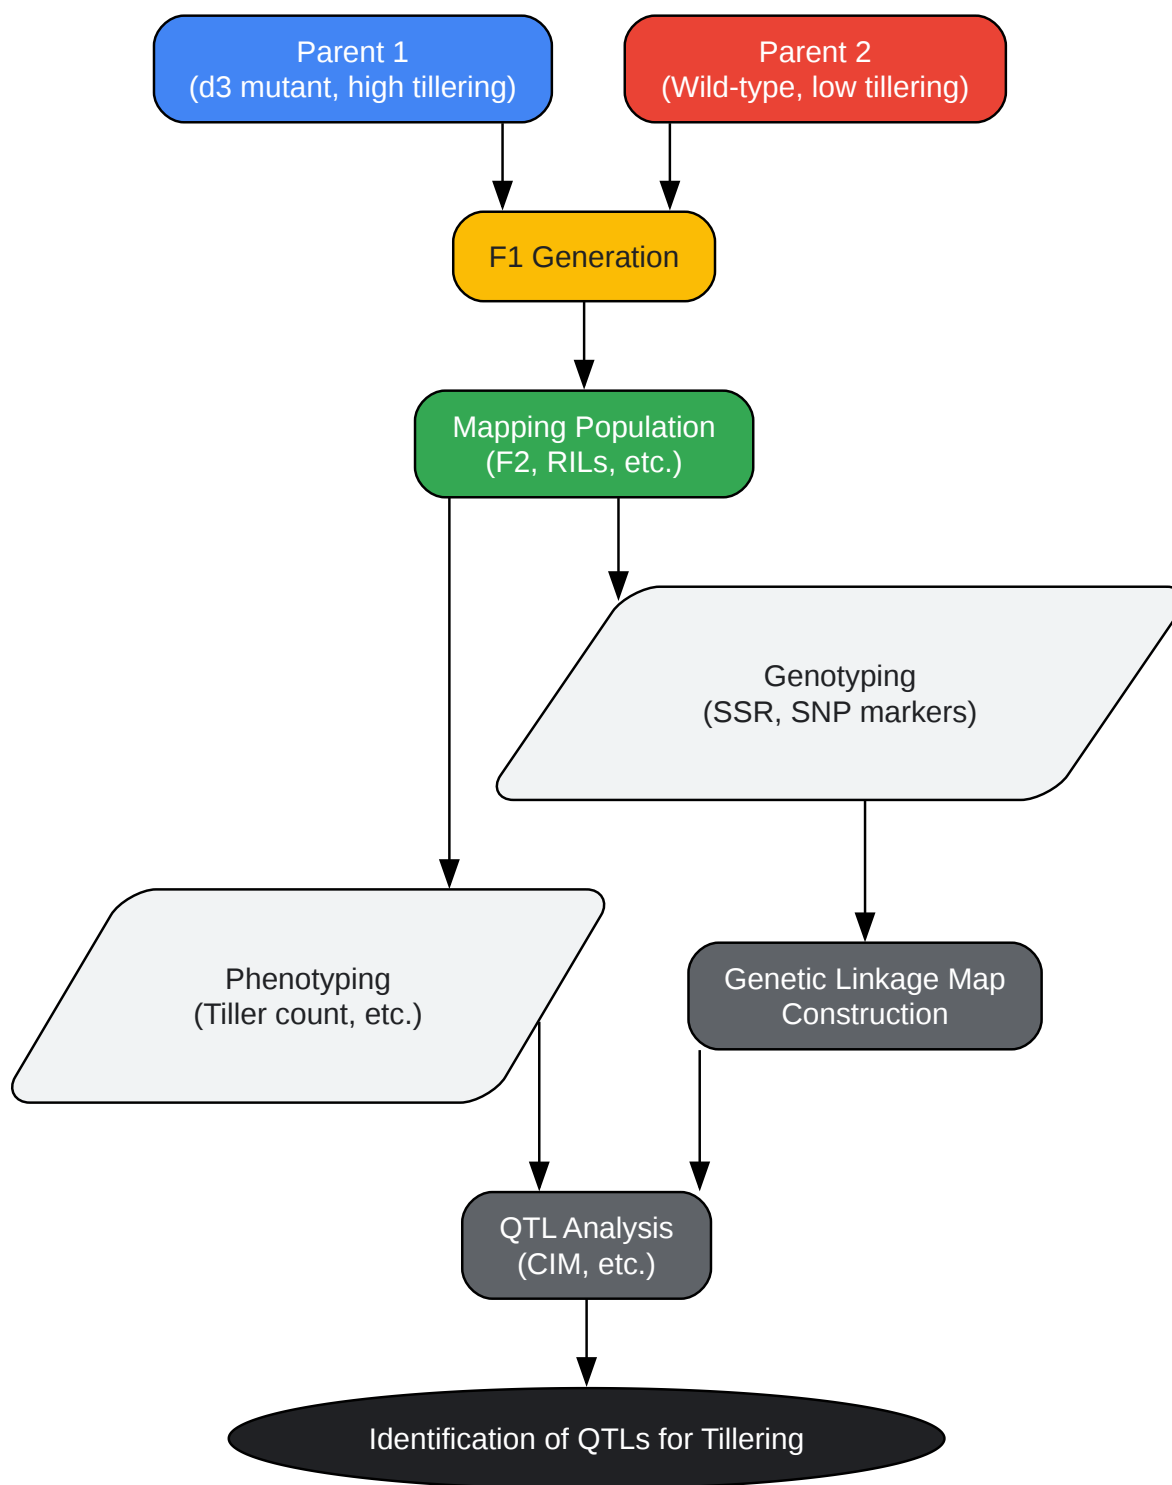 Parent 1
(d3 mutant, high tillering)
Parent 2
(Wild-type, low tillering)
F1 Generation
Mapping Population
(F2, RILs, etc.)
Genotyping
(SSR, SNP markers)
Phenotyping
(Tiller count, etc.)
Genetic Linkage Map
Construction
QTL Analysis
(CIM, etc.)
Identification of QTLs for Tillering